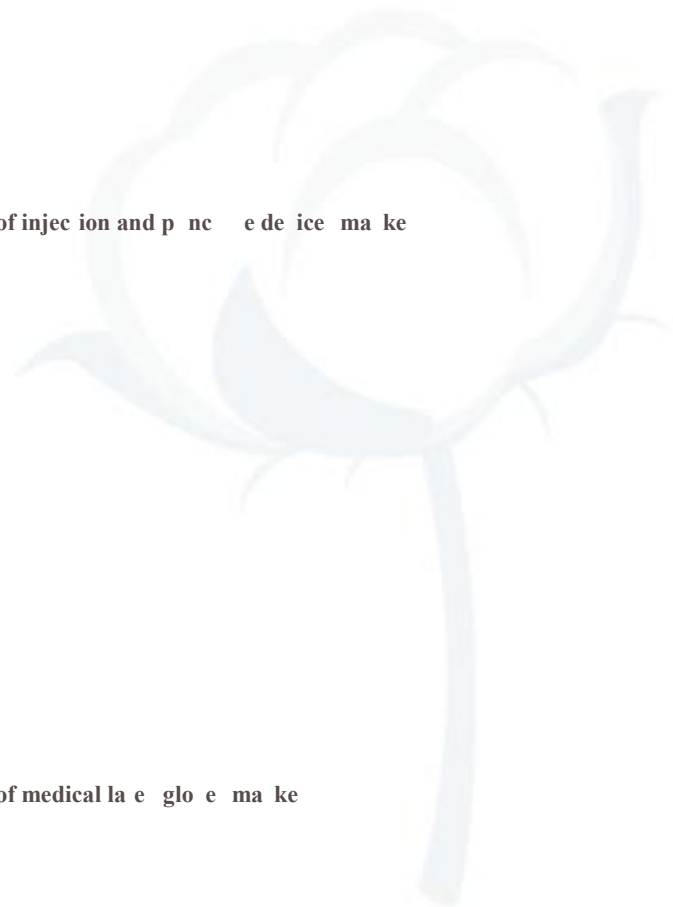 of injec ion and p nc e de ice ma ke
of medical la e glo e ma ke